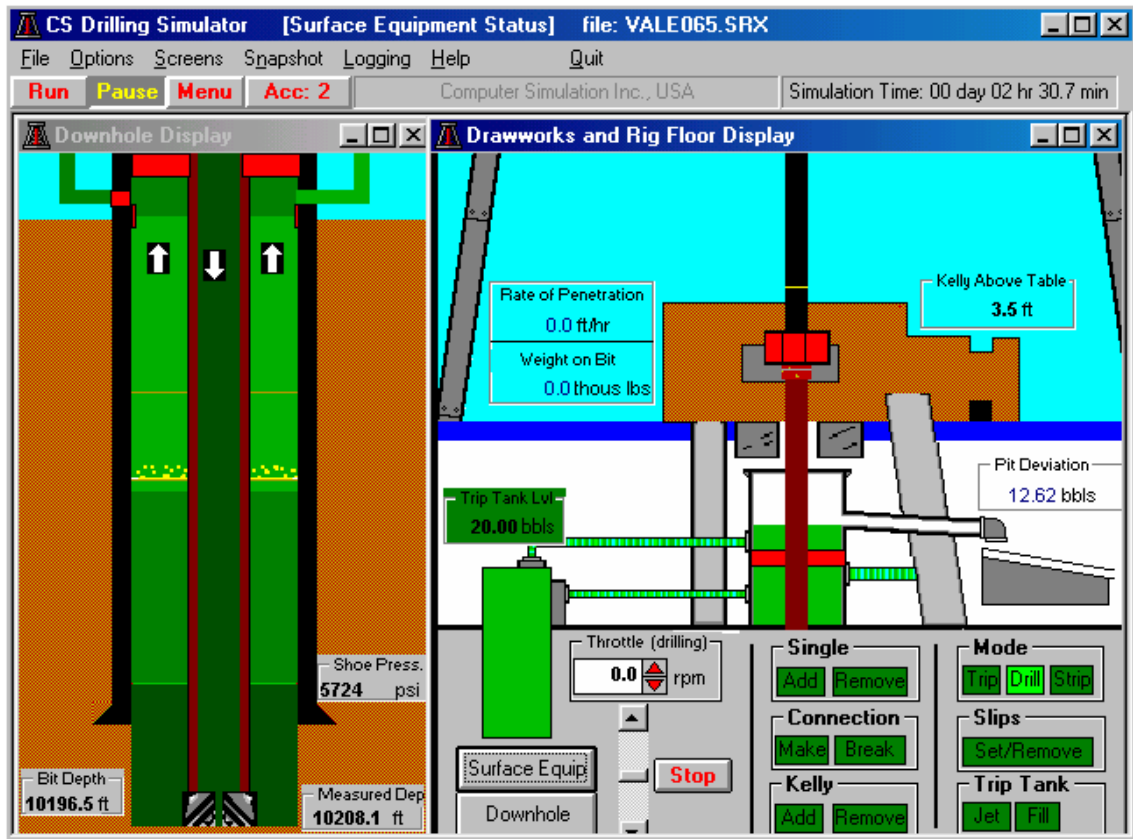 CS Drilling Simulator [Surface Equipment Status] file: VALE065.SRX
File Options Screens Snapshot Logging Help Quit
Run Pause Menu Acc: 2 Computer Simulation Inc., USA Simulation Time: 00 day 02 hr 30.7 min
Downhole Display
Shoe Press.
5724 psi
Bit Depth
10196.5 ft
Measured Dep
10208.1 ft
Drawworks and Rig Floor Display
Rate of Penetration
0.0 ft/hr
Weight on Bit
0.0 thous lbs
Kelly Above Table
3.5 ft
Pit Deviation
12.62 bbls
Trip Tank Lvl
20.00 bbls
Throttle (drilling)
0.0 rpm
Surface Equip
Downhole
Stop
Single
Add Remove
Connection
Make Break
Kelly
Add Remove
Mode
Trip Drill Strip
Slips
Set/Remove
Trip Tank
Jet Fill